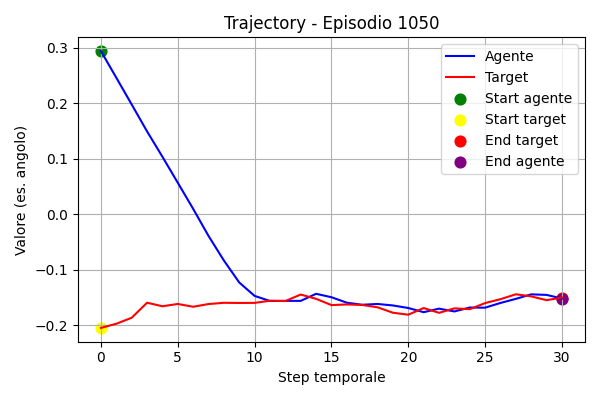 Trajectory - Episodio 1050
Agente
Target
Start agente
Start target
End target
End agente
Valore (es. angolo)
0.3
0.2
0.1
0.0
−0.1
−0.2
0 5 10 15 20 25 30
Step temporale